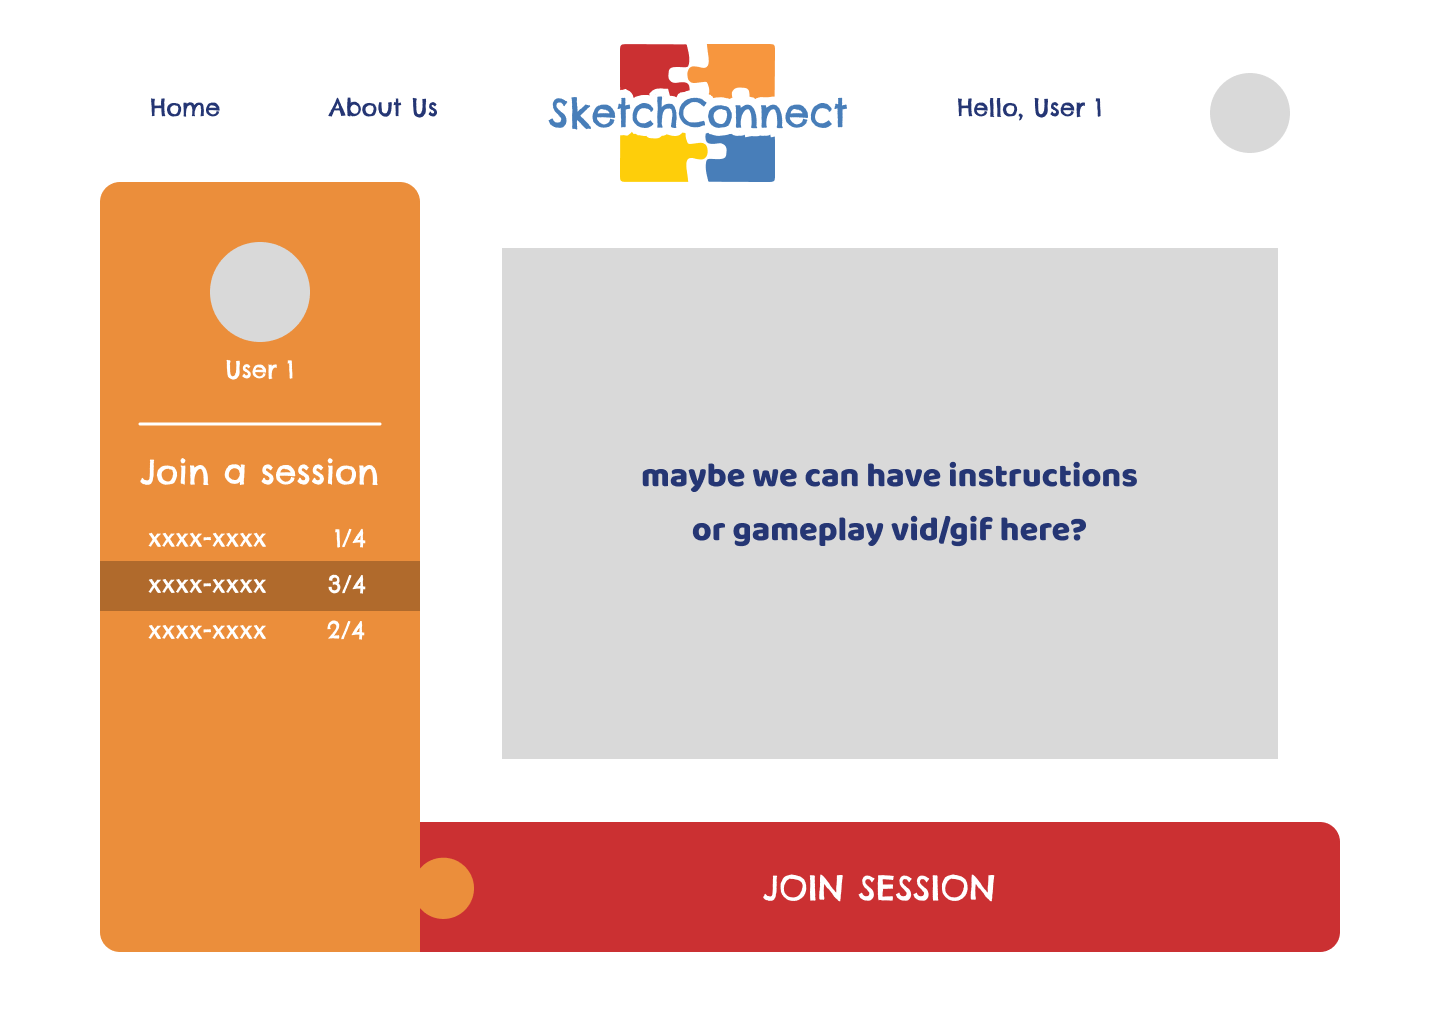 Home
About Us
SketchConnect
Hello, User 1
User 1
Join a session
xxxx-xxxx 1/4
xxxx-xxxx 3/4
xxxx-xxxx 2/4
maybe we can have instructions
or gameplay vid/gif here?
JOIN SESSION